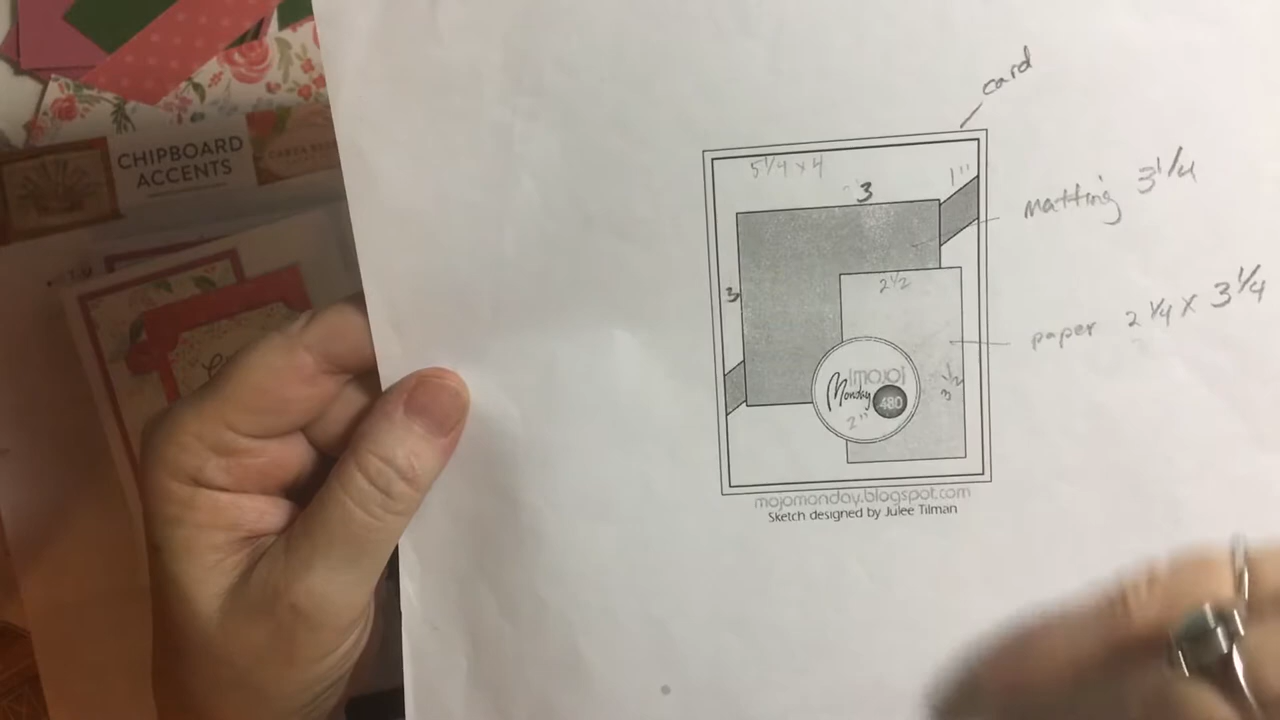 CHIPBOARD
ACCENTS
card
5 1/4 x 4
1"
3
matting 3 1/4
2 1/2
3
paper 2 1/4 x 3 1/4
mojo
Monday
480
3 1/2
2"
mojomonday.blogspot.com
Sketch designed by Julee Tilman